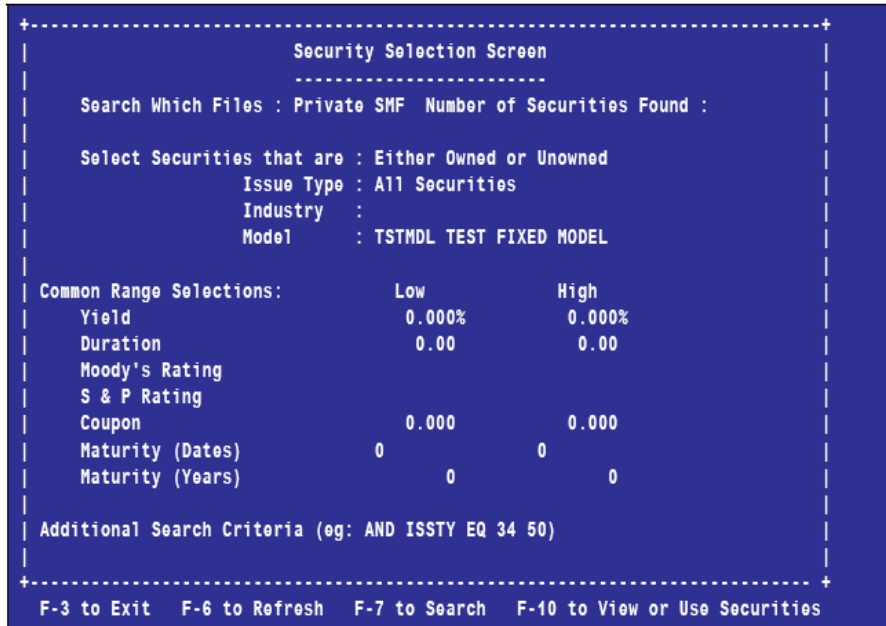 Security Selection Screen
Search Which Files : Private SMF Number of Securities Found :
Select Securities that are : Either Owned or Unowned
Issue Type : All Securities
Industry :
Model : TSTMDL TEST FIXED MODEL
Common Range Selections: Low High
Yield 0.000% 0.000%
Duration 0.00 0.00
Moody's Rating
S & P Rating
Coupon 0.000 0.000
Maturity (Dates) 0 0
Maturity (Years) 0 0
Additional Search Criteria (eg: AND ISSTY EQ 34 50)
F-3 to Exit F-6 to Refresh F-7 to Search F-10 to View or Use Securities